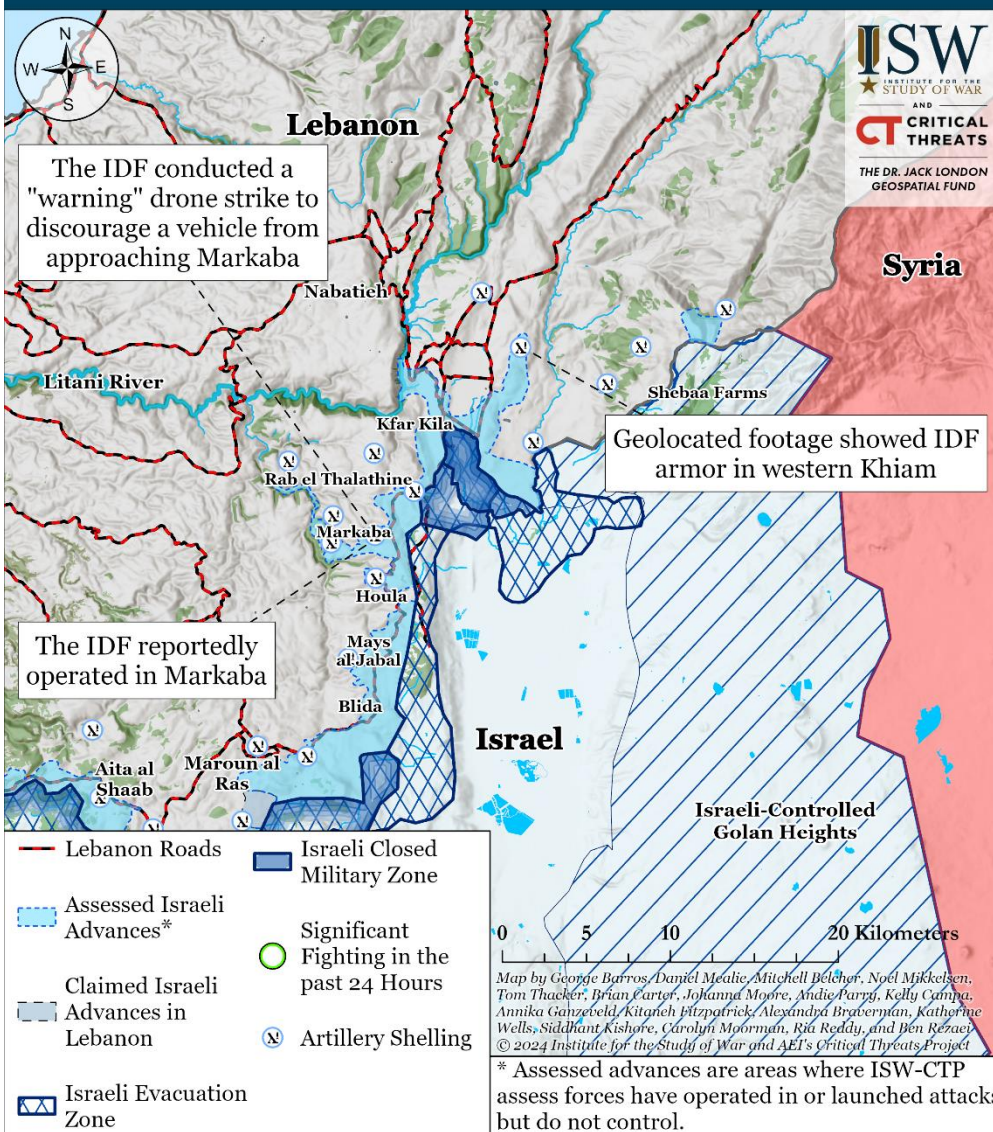 N
W
E
S
ISW
INSTITUTE FOR THE
STUDY OF WAR
AND
CT CRITICAL
THREATS
THE DR. JACK LONDON
GEOSPATIAL FUND
Lebanon
The IDF conducted a
"warning" drone strike to
discourage a vehicle from
approaching Markaba
Syria
Nabatieh
Litani River
Shebaa Farms
Kfar Kila
Geolocated footage showed IDF
armor in western Khiam
Rab el Thalathine
Markaba
Houla
The IDF reportedly
operated in Markaba
Mays
al Jabal
Blida
Israel
Maroun al
Ras
Aita al
Shaab
Israeli-Controlled
Golan Heights
Lebanon Roads
Assessed Israeli
Advances*
Claimed Israeli
Advances in
Lebanon
Israeli Evacuation
Zone
Israeli Closed
Military Zone
Significant
Fighting in the
past 24 Hours
Artillery Shelling
0 5 10 20 Kilometers
Map by George Barros, Daniel Mealie, Mitchell Belcher, Noel Mikkelsen,
Tom Thacker, Brian Carter, Johanna Moore, Andie Parry, Kelly Campa,
Annika Ganzeveld, Kitaneh Fitzpatrick, Alexandra Braverman, Katherine
Wells, Siddhant Kishore, Carolyn Moorman, Ria Reddy, and Ben Rezaei
© 2024 Institute for the Study of War and AEI's Critical Threats Project
* Assessed advances are areas where ISW-CTP
assess forces have operated in or launched attacks
but do not control.